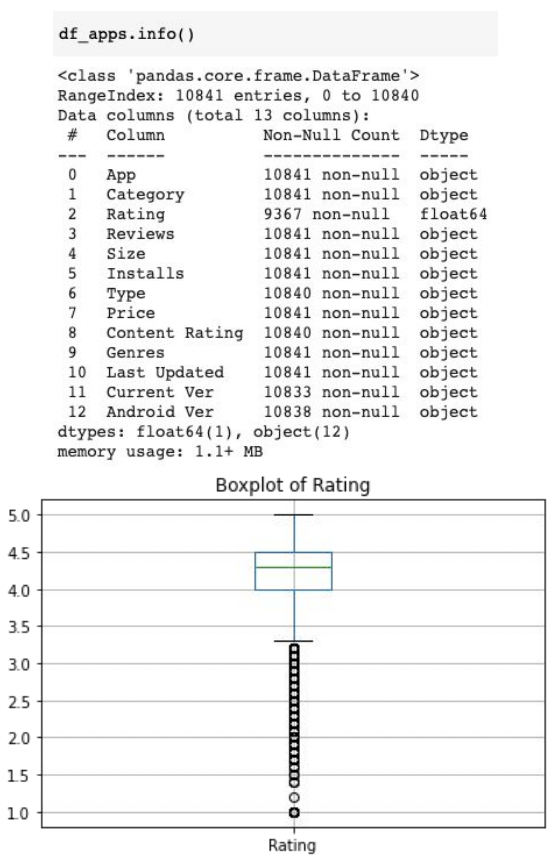 df_apps.info()
<class 'pandas.core.frame.DataFrame'>
RangeIndex: 10841 entries, 0 to 10840
Data columns (total 13 columns):
 #   Column          Non-Null Count  Dtype
---  ------          --------------  -----
 0   App             10841 non-null  object
 1   Category        10841 non-null  object
 2   Rating          9367 non-null   float64
 3   Reviews         10841 non-null  object
 4   Size            10841 non-null  object
 5   Installs        10841 non-null  object
 6   Type            10840 non-null  object
 7   Price           10841 non-null  object
 8   Content Rating  10840 non-null  object
 9   Genres          10841 non-null  object
 10  Last Updated    10841 non-null  object
 11  Current Ver     10833 non-null  object
 12  Android Ver     10838 non-null  object
dtypes: float64(1), object(12)
memory usage: 1.1+ MB
Boxplot of Rating
5.0
4.5
4.0
3.5
3.0
2.5
2.0
1.5
1.0
Rating